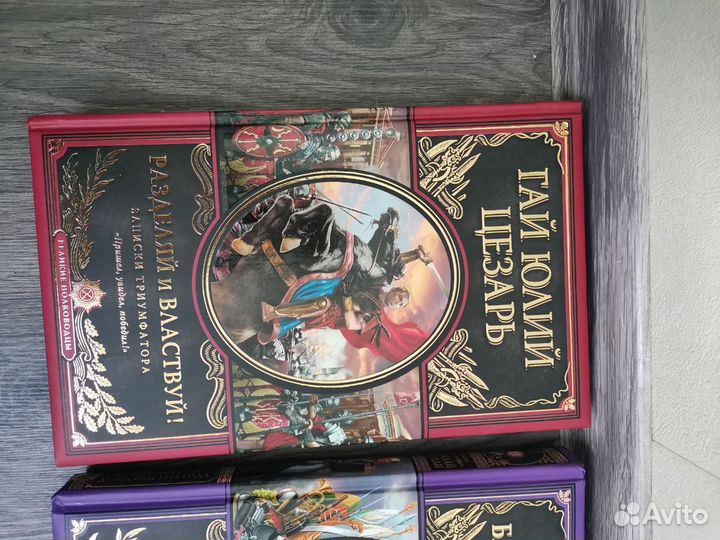 ГАЙ ЮЛИЙ
ЦЕЗАРЬ
РАЗДЕЛЯЙ И ВЛАСТВУЙ!
ЗАПИСКИ ТРИУМФАТОРА
«Пришел, увидел, победил!»
ВЕЛИКИЕ ПОЛКОВОДЦЫ
Б
Avito